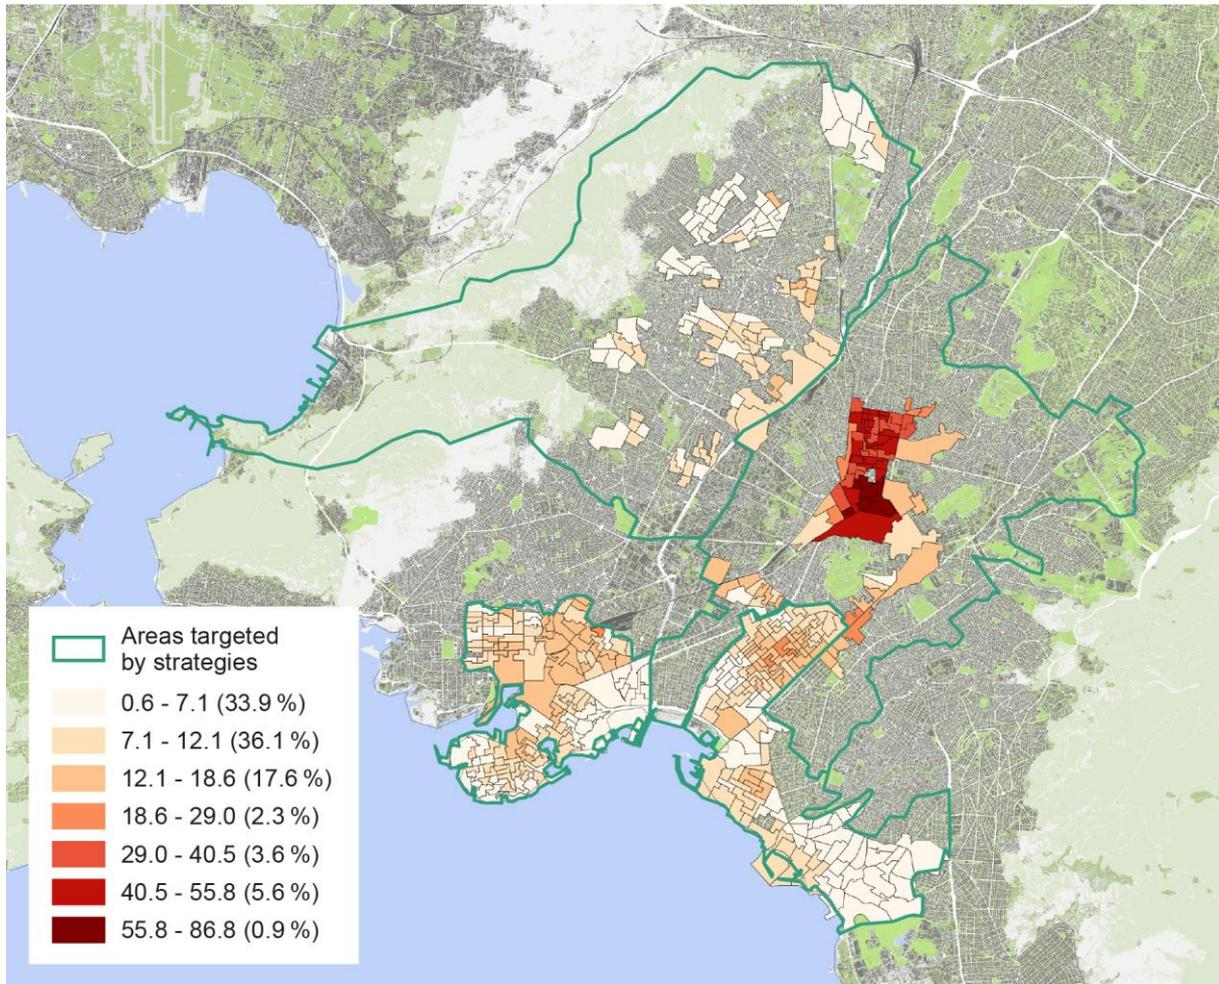 Areas targeted
by strategies
0.6 - 7.1 (33.9 %)
7.1 - 12.1 (36.1 %)
12.1 - 18.6 (17.6 %)
18.6 - 29.0 (2.3 %)
29.0 - 40.5 (3.6 %)
40.5 - 55.8 (5.6 %)
55.8 - 86.8 (0.9 %)